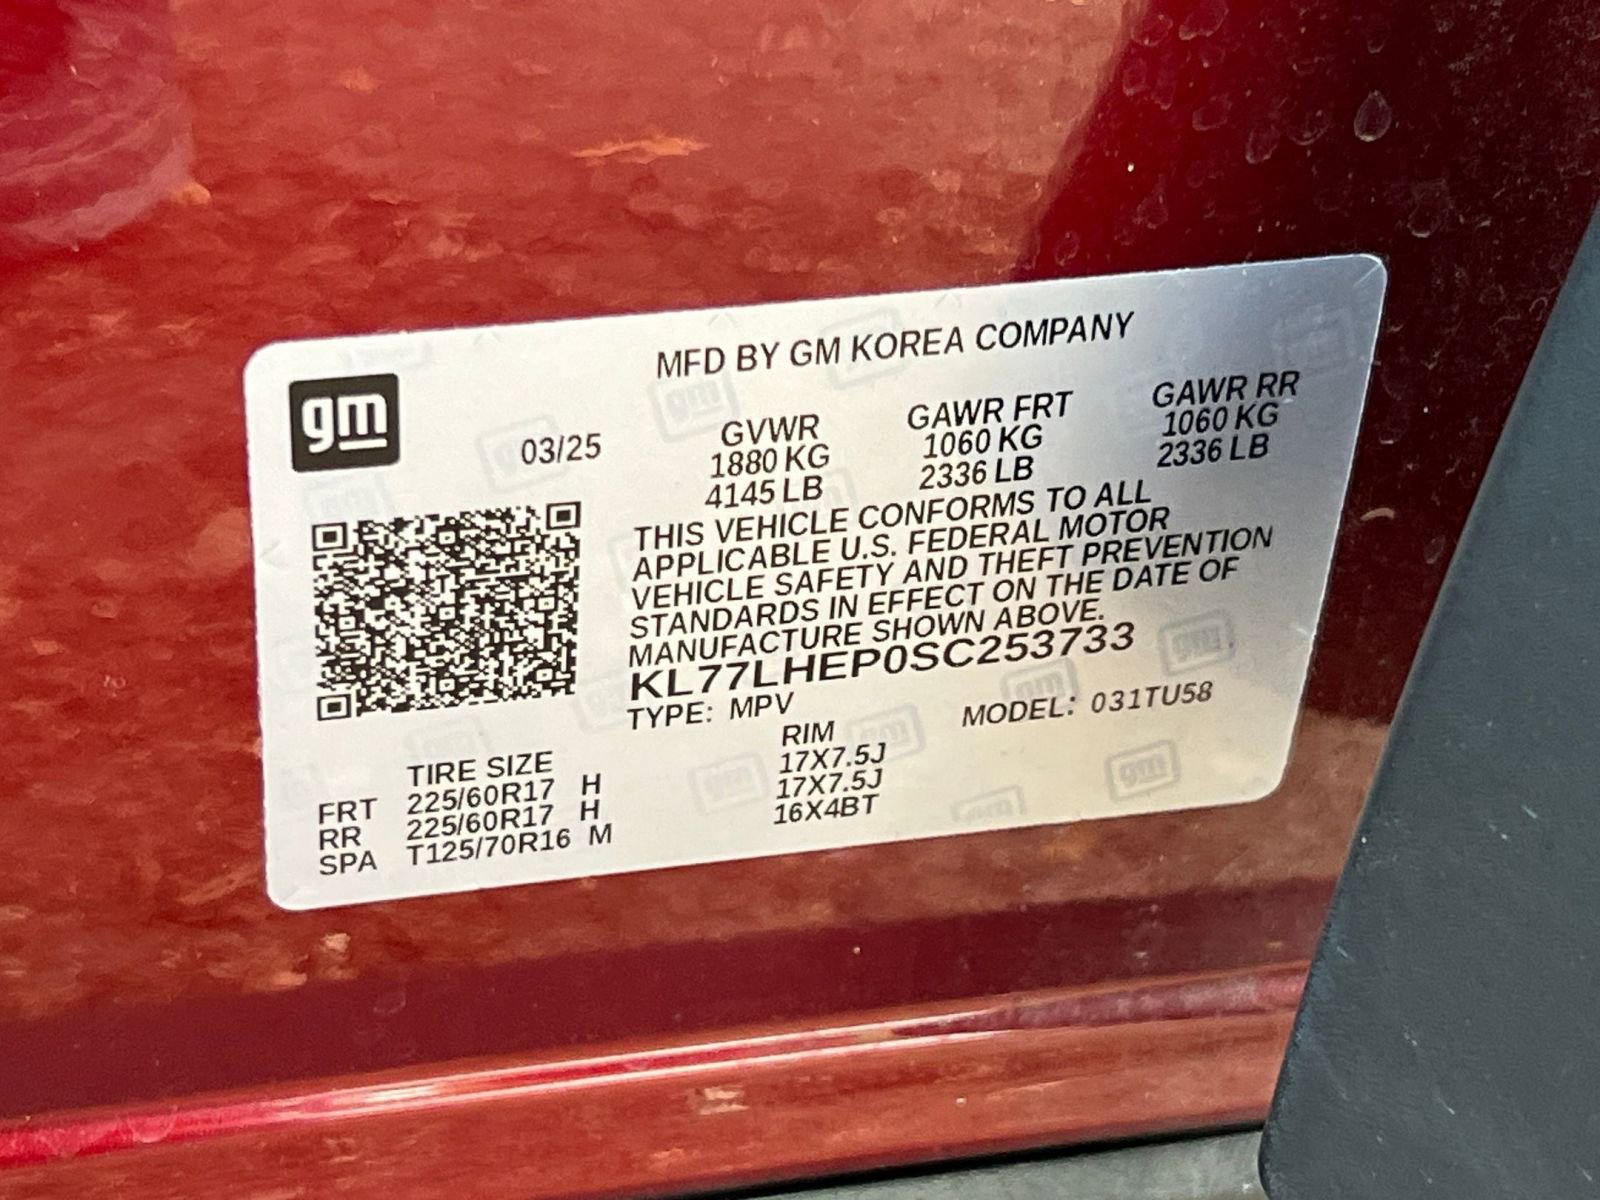 MFD BY GM KOREA COMPANY
gm
03/25
GVWR GAWR FRT GAWR RR
1880 KG 1060 KG 1060 KG
4145 LB 2336 LB 2336 LB
THIS VEHICLE CONFORMS TO ALL
APPLICABLE U.S. FEDERAL MOTOR
VEHICLE SAFETY AND THEFT PREVENTION
STANDARDS IN EFFECT ON THE DATE OF
MANUFACTURE SHOWN ABOVE.
KL77LHEP0SC253733
TYPE: MPV MODEL: 031TU58
TIRE SIZE RIM
FRT 225/60R17 H 17X7.5J
RR 225/60R17 H 17X7.5J
SPA T125/70R16 M 16X4BT